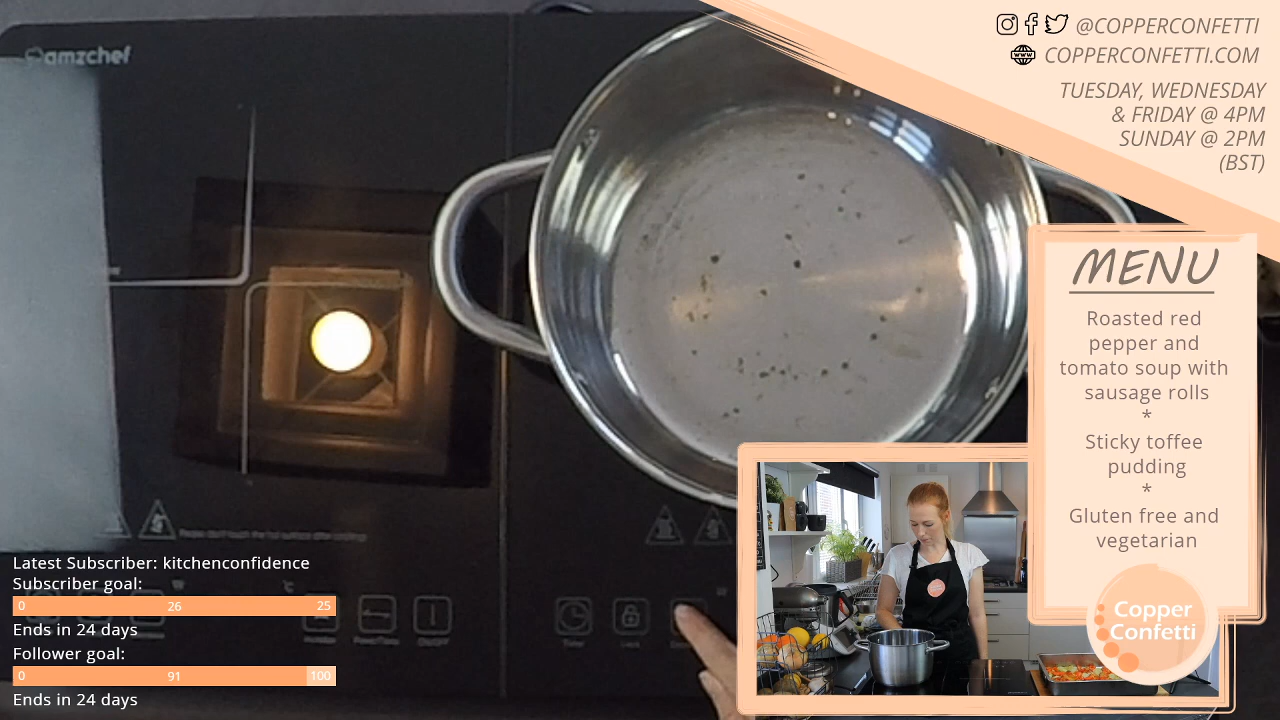 amzchef
@COPPERCONFETTI
WWW
COPPERCONFETTI.COM
TUESDAY, WEDNESDAY
& FRIDAY @ 4PM
SUNDAY @ 2PM
(BST)
MENU
Roasted red
pepper and
tomato soup with
sausage rolls
*
Sticky toffee
pudding
*
Gluten free and
vegetarian
Copper
Confetti
Latest Subscriber: kitchenconfidence
Subscriber goal:
0 26 25
Ends in 24 days
Follower goal:
0 91 100
Ends in 24 days